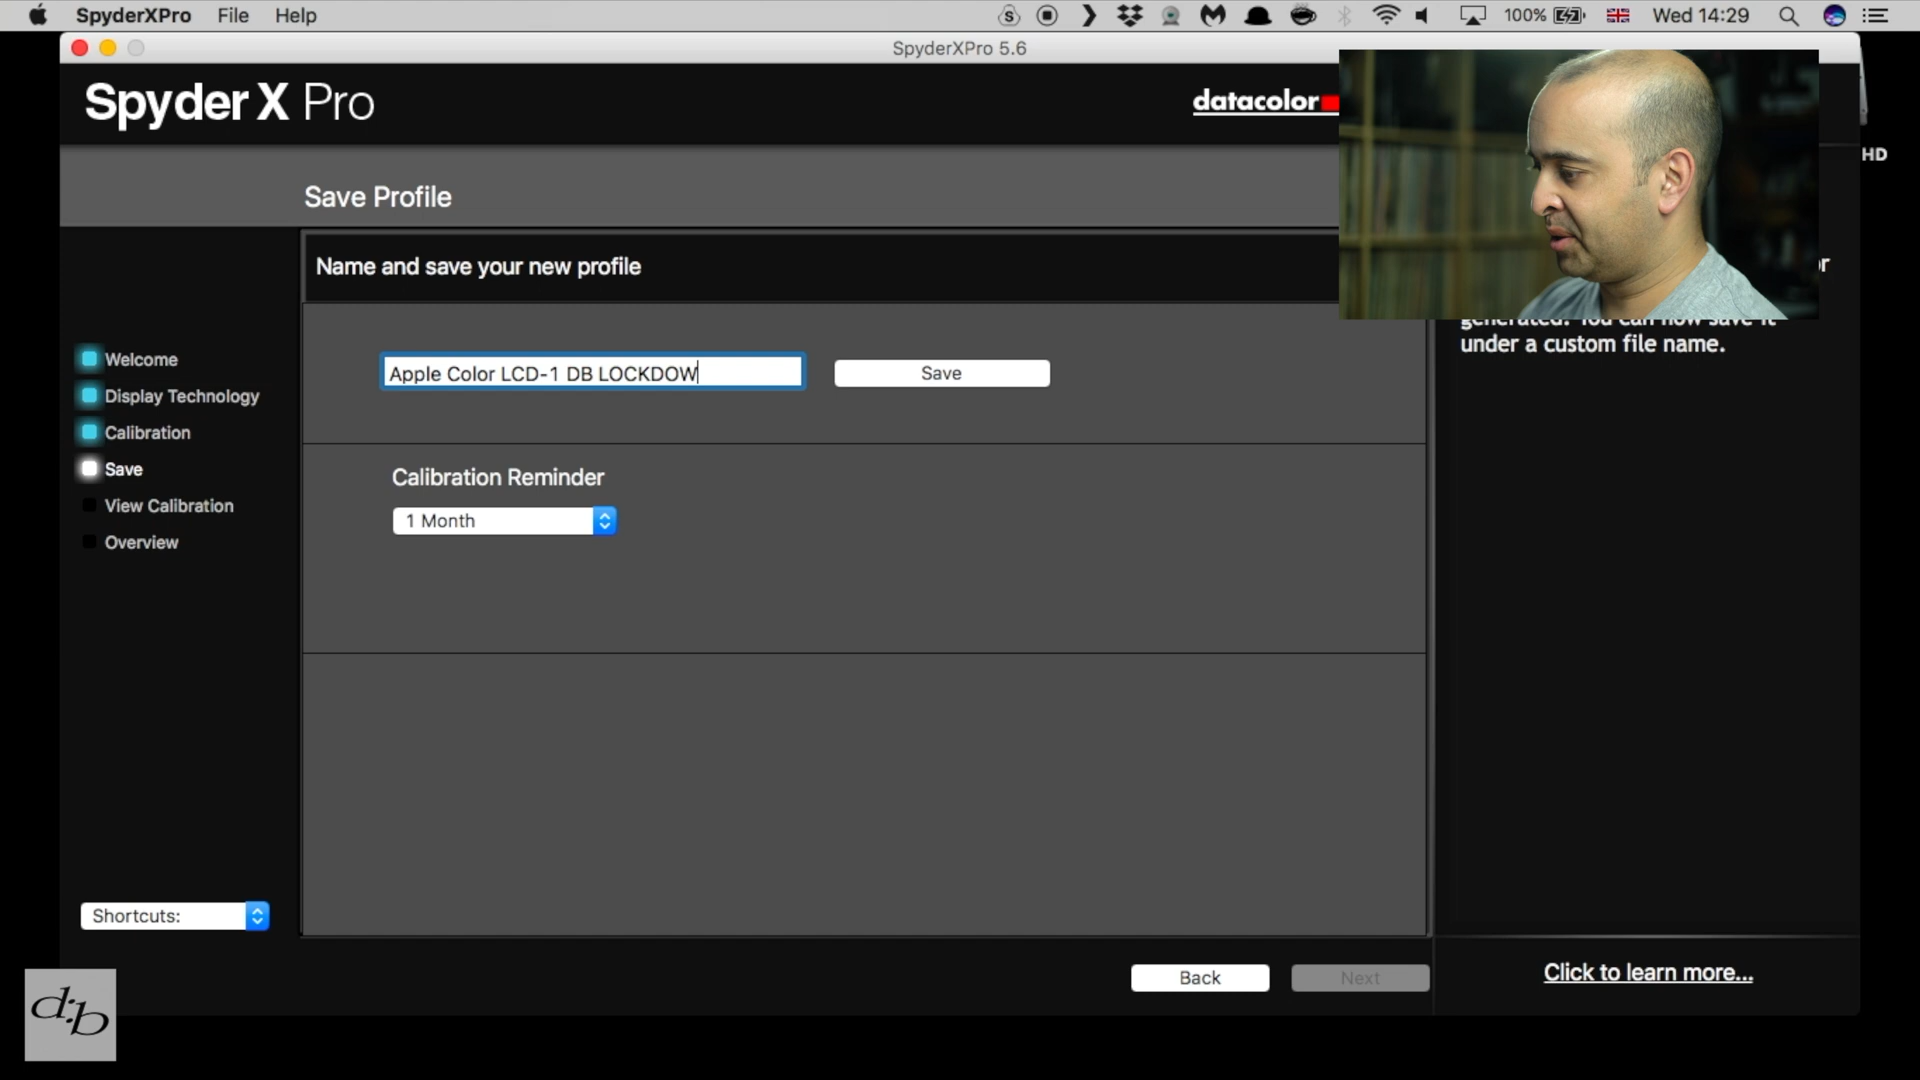 SpyderXPro File Help
100% Wed 14:29
SpyderXPro 5.6
Spyder X Pro
datacolor
HD
Save Profile
Name and save your new profile
under a custom file name.
Welcome
Display Technology
Calibration
Save
View Calibration
Overview
Apple Color LCD-1 DB LOCKDOW
Save
Calibration Reminder
1 Month
Shortcuts:
Back
Next
Click to learn more...
d:b